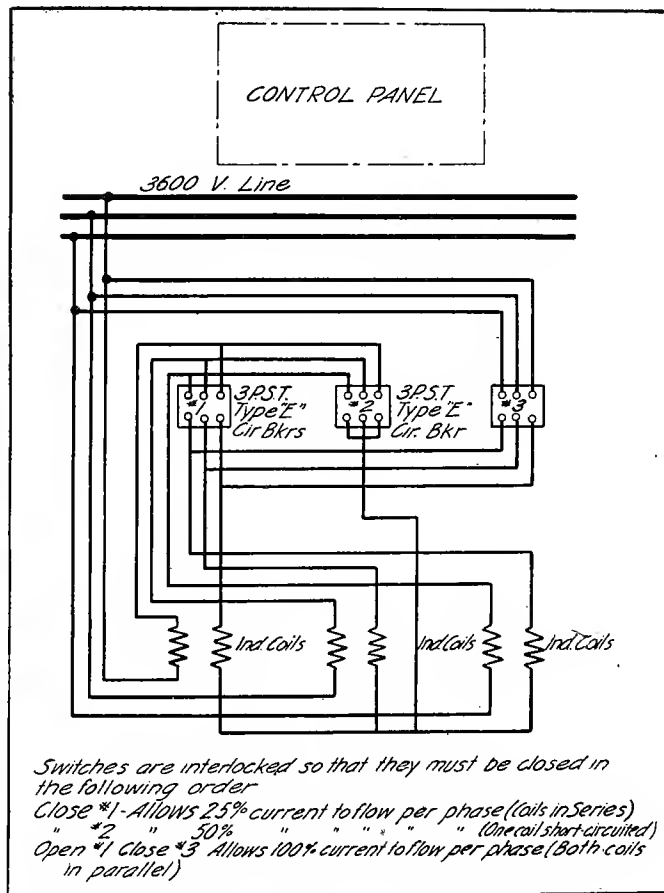 CONTROL PANEL
3600 V. Line
#1
3.P.S.T.
Type "E"
Cir Bkrs
#2
3P.S.T
Type "E"
Cir. Bkr
#3
Ind. Coils
Ind. Coils
Ind. Coils
Switches are interlocked so that they must be closed in
the following order
Close #1 - Allows 25% current to flow per phase (Coils in Series)
" #2 " 50% " " " " " (One coil short-circuited)
Open #1 Close #3 Allows 100% current to flow per phase (Both coils
in parallel)